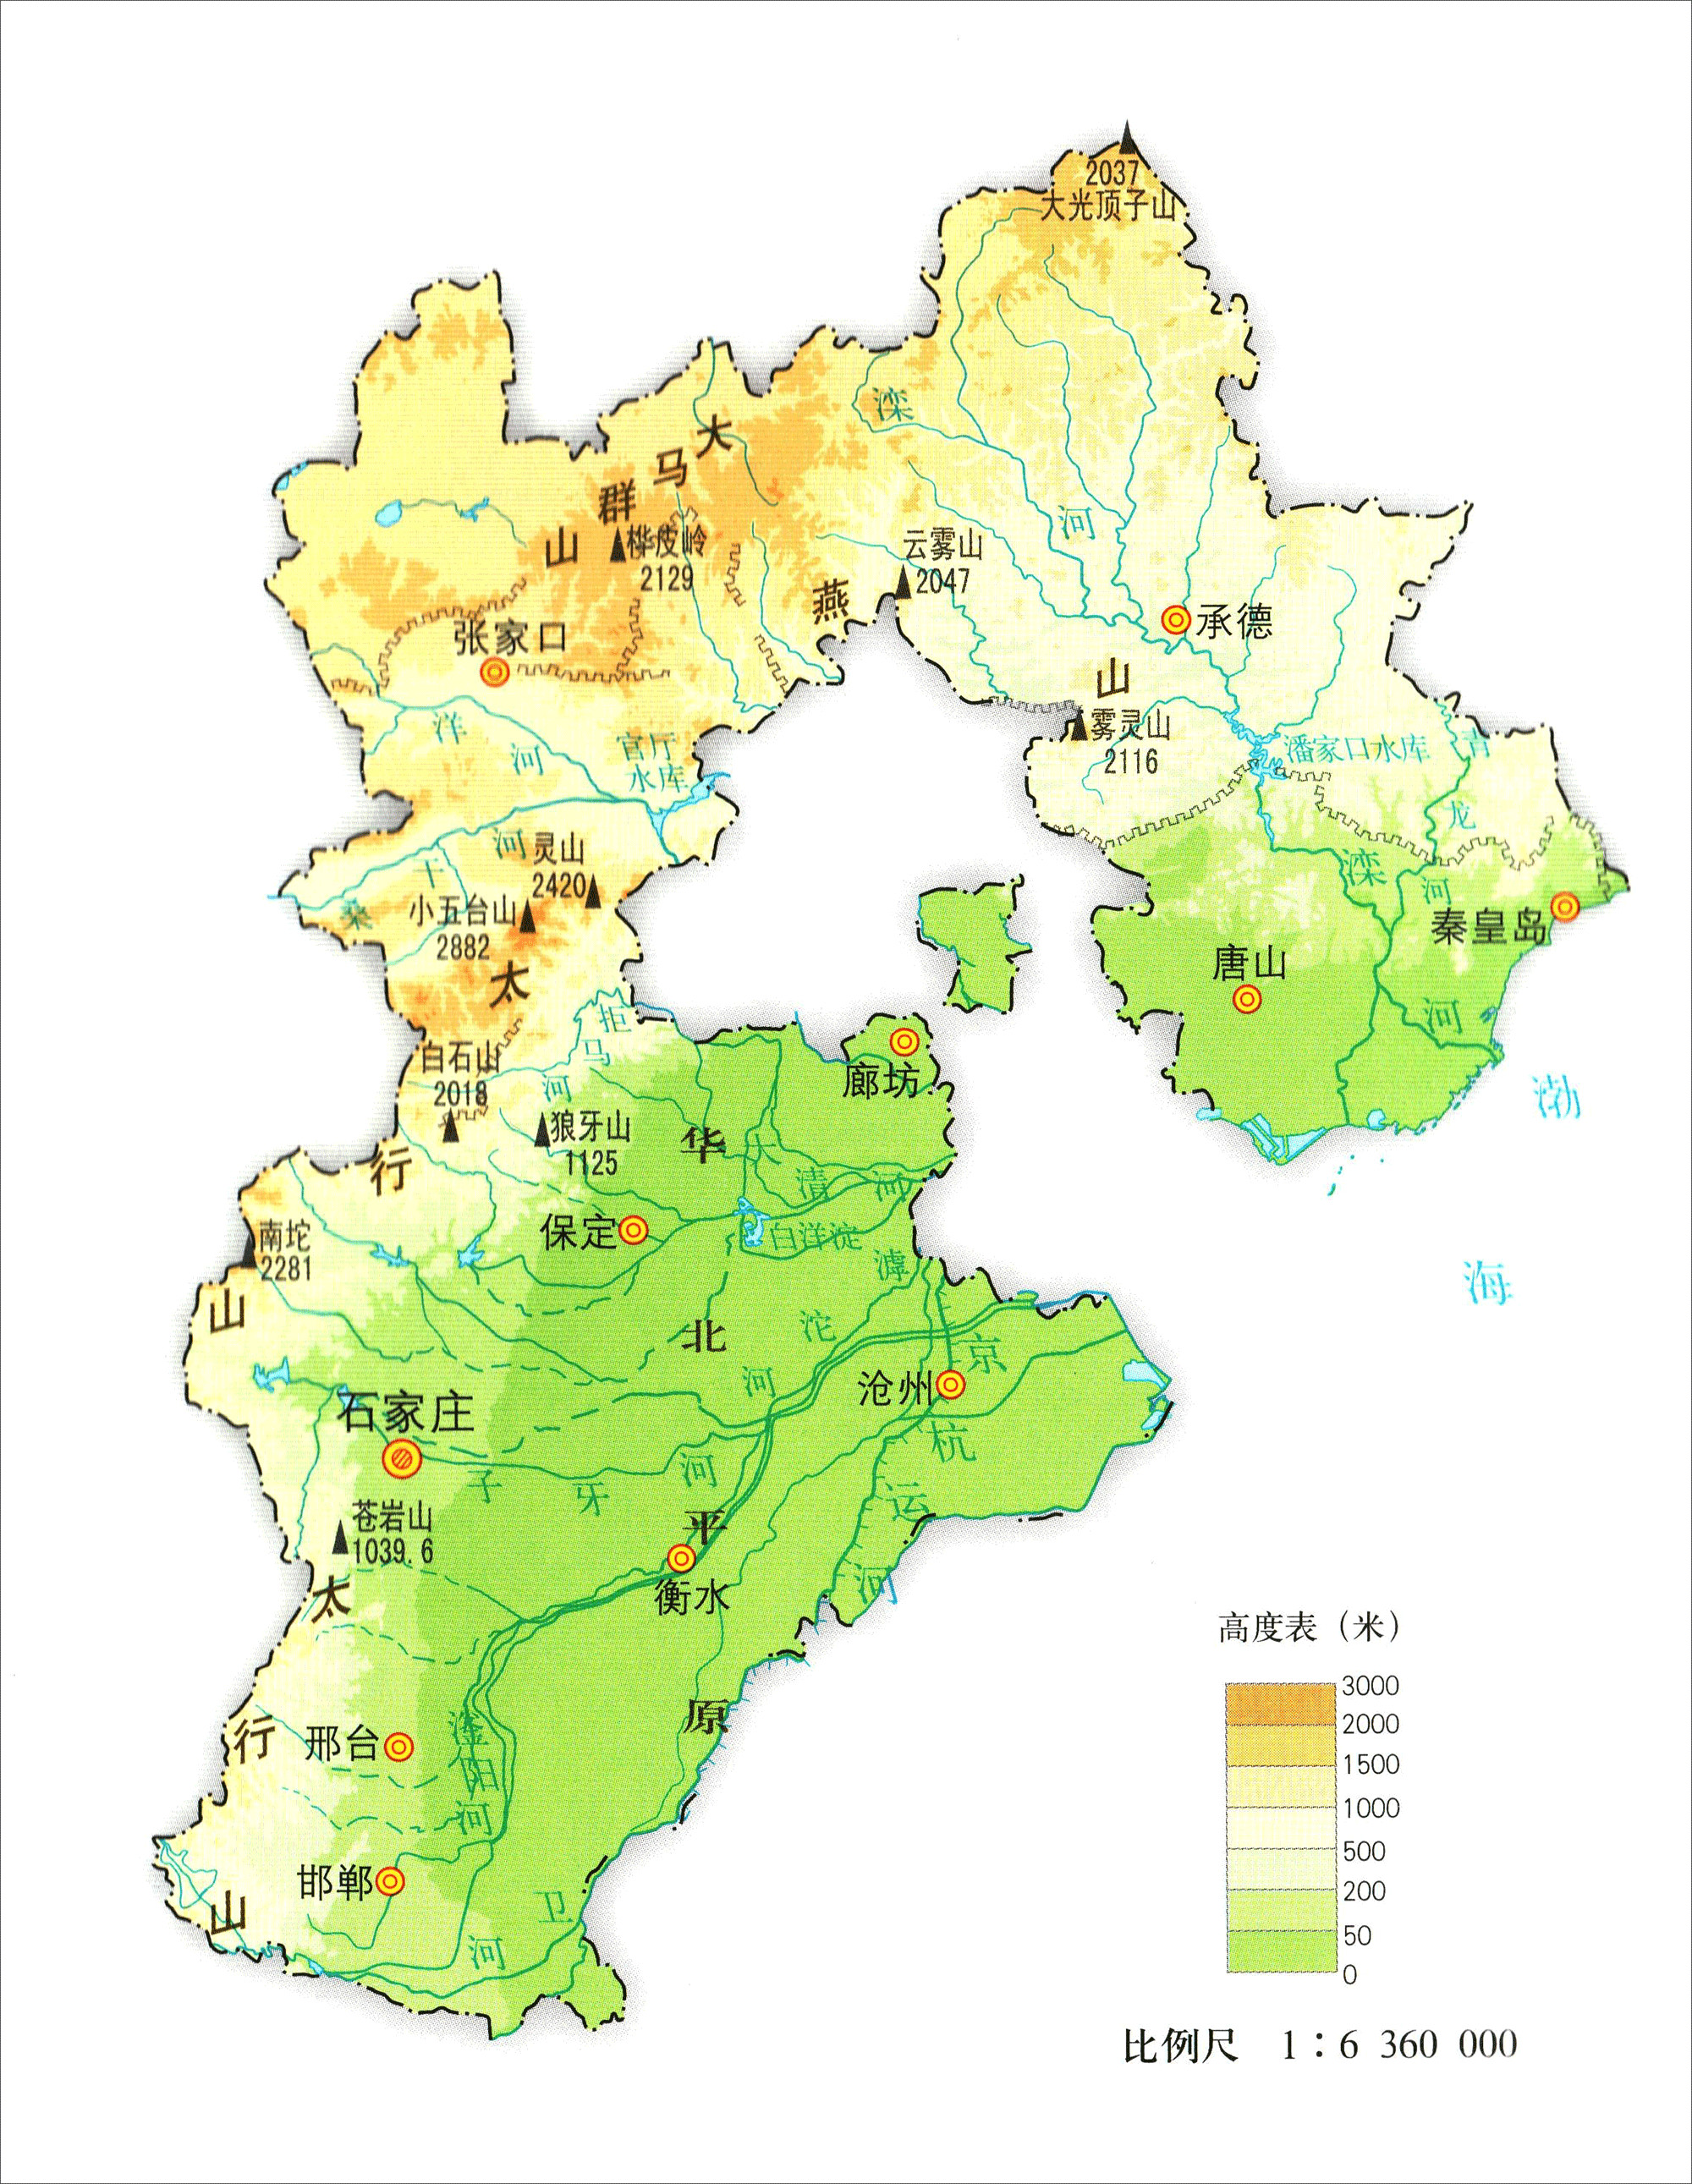 2037
大光顶子山
滦河
大马群山
桦皮岭
2129
云雾山
2047
燕山
承德
张家口
雾灵山
2116
潘家口水库
青龙河
洋河
官厅
水库
桑干河
灵山
2420
小五台山
2882
滦河
秦皇岛
唐山
太行山
白石山
2018
拒马河
狼牙山
1125
廊坊
保定
渤海
南坨
2281
大清河
白洋淀
华北平原
滹沱河
石家庄
沧州
苍岩山
1039.6
子牙河
京杭运河
太行山
衡水
邢台
滏阳河
邯郸
卫河
高度表（米）
3000
2000
1500
1000
500
200
50
0
比例尺 1∶6 360 000